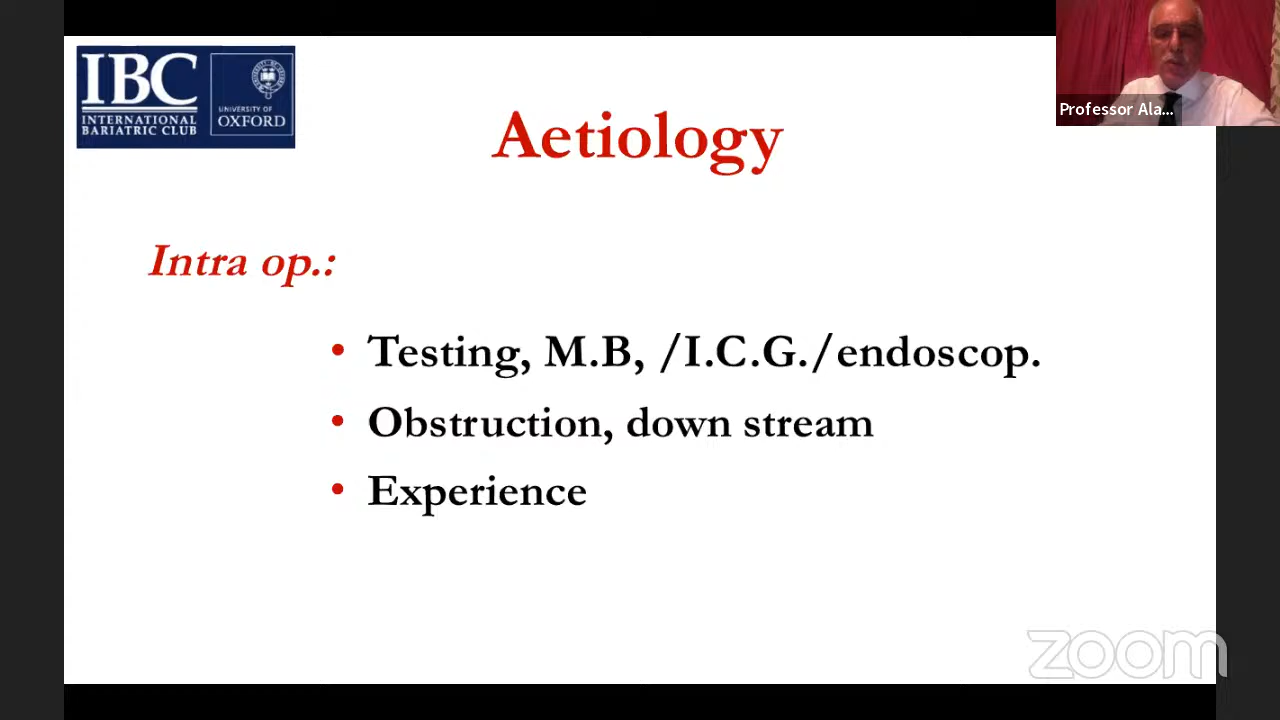 IBC
INTERNATIONAL
BARIATRIC CLUB
UNIVERSITY OF
OXFORD
Professor Ala...
Aetiology
Intra op.:
• Testing, M.B, /I.C.G./endoscop.
• Obstruction, down stream
• Experience
zoom